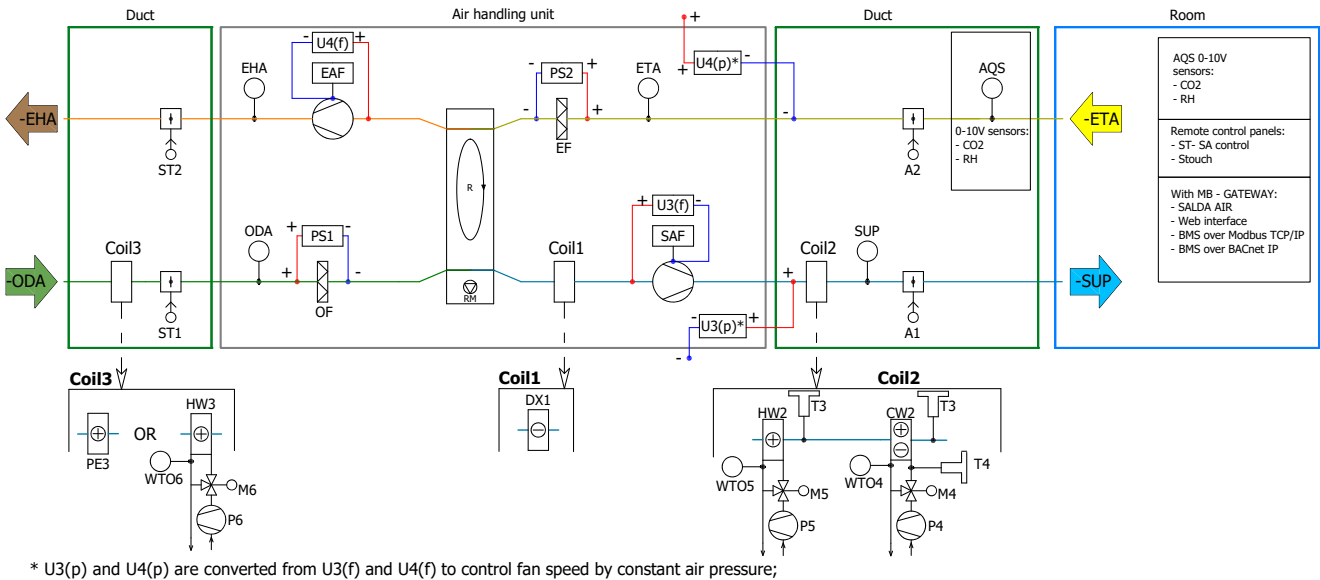 Duct
Air handling unit
Duct
Room
U4(f)
EAF
EHA
PS2
ETA
U4(p)*
AQS
AQS 0-10V
sensors:
- CO2
- RH
-EHA
-ETA
EF
ST2
A2
0-10V sensors:
- CO2
- RH
Remote control panels:
- ST- SA control
- Stouch
R
With MB - GATEWAY:
- SALDA AIR
- Web interface
- BMS over Modbus TCP/IP
- BMS over BACnet IP
U3(f)
SAF
ODA
PS1
Coil3
Coil1
Coil2
SUP
-ODA
-SUP
RM
OF
ST1
U3(p)*
A1
Coil3
Coil1
Coil2
HW3
OR
PE3
WTO6
M6
P6
DX1
HW2
T3
CW2
T3
T4
WTO5
M5
P5
WTO4
M4
P4
+
-
+
-
+
-
+
+
-
-
+
-
+
-
+
-
+
-
+
-
+
-
* U3(p) and U4(p) are converted from U3(f) and U4(f) to control fan speed by constant air pressure;